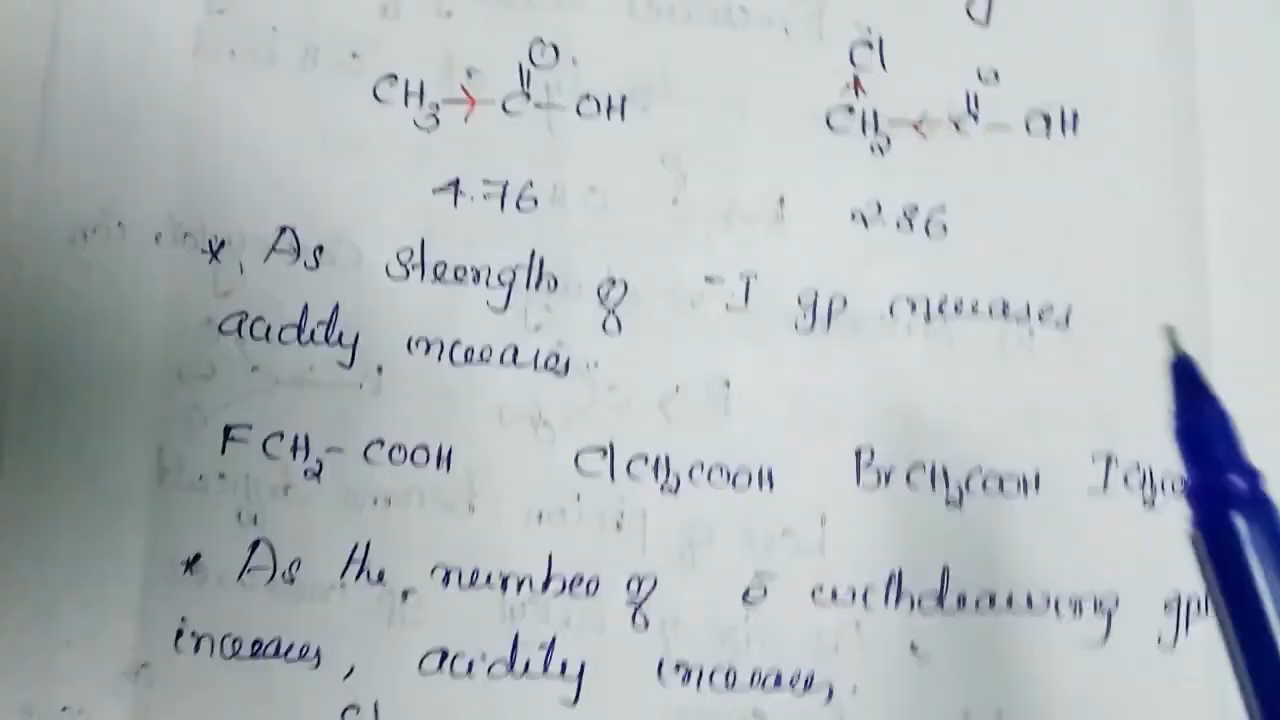 Cl
O O
CH3 → C - OH CH2 ← C - OH
4.76 2.86
* As strength of -I gp increases
acidity increases.
FCH2-COOH ClCH2COOH BrCH2COOH
* As the number of ē withdrawing gp
increases, acidity increases.
Cl